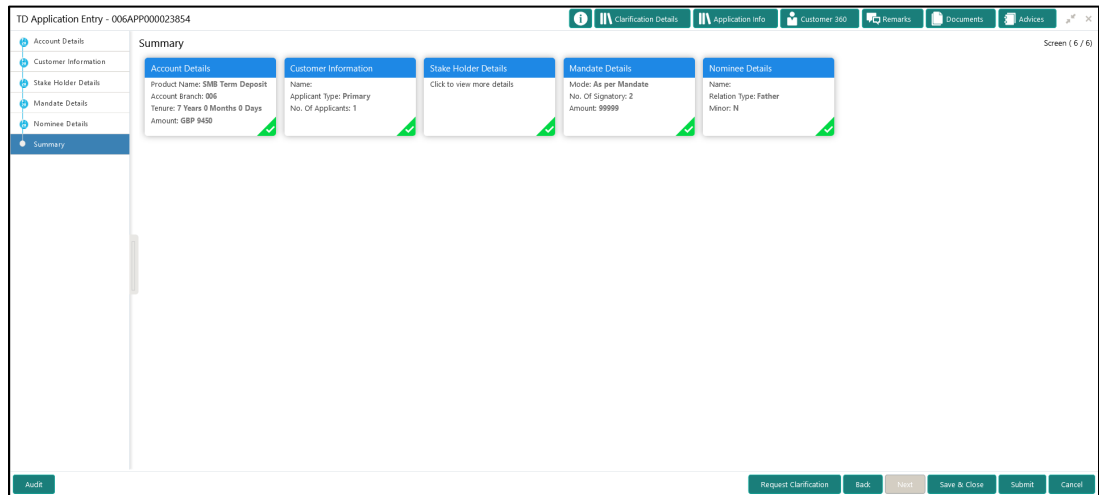 TD Application Entry - 006APP000023854
Clarification Details
Application Info
Customer 360
Remarks
Documents
Advices
Account Details
Customer Information
Stake Holder Details
Mandate Details
Nominee Details
Summary
Summary
Screen ( 6 / 6)
Account Details
Product Name: SMB Term Deposit
Account Branch: 006
Tenure: 7 Years 0 Months 0 Days
Amount: GBP 9450
Customer Information
Name:
Applicant Type: Primary
No. Of Applicants: 1
Stake Holder Details
Click to view more details
Mandate Details
Mode: As per Mandate
No. Of Signatory: 2
Amount: 99999
Nominee Details
Name:
Relation Type: Father
Minor: N
Audit
Request Clarification
Back
Next
Save & Close
Submit
Cancel